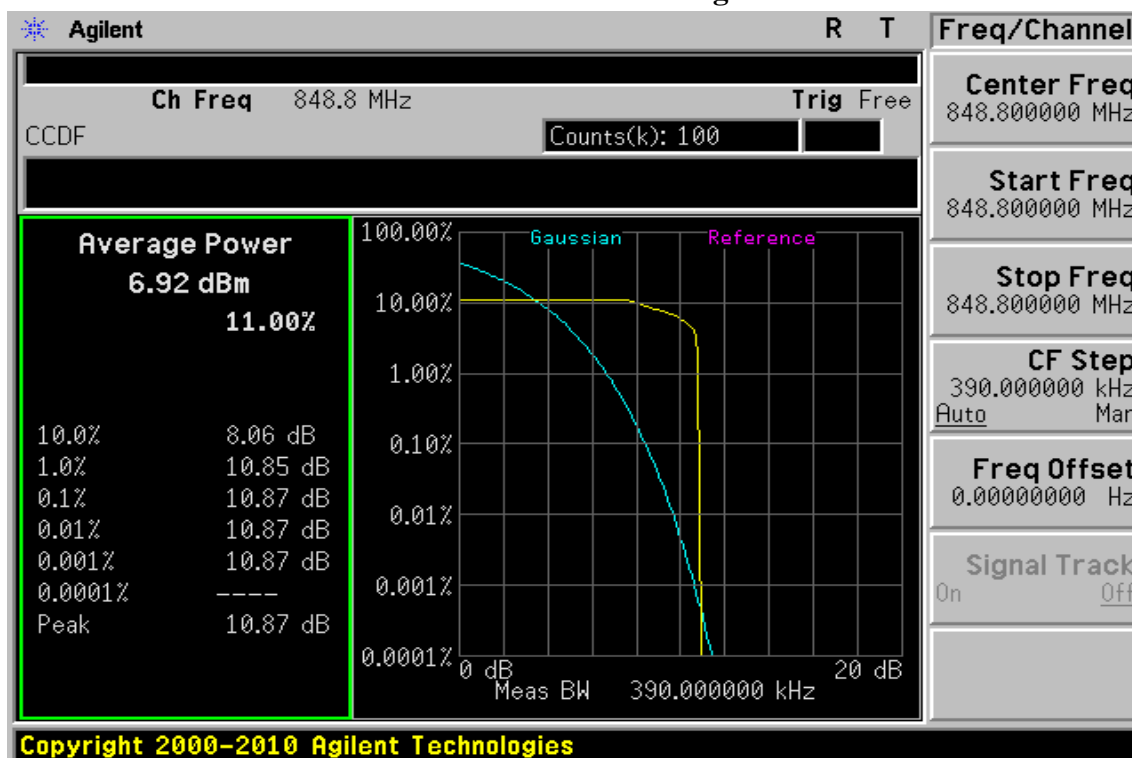 Agilent R T
Freq/Channel
Ch Freq 848.8 MHz Trig Free
CCDF Counts(k): 100
Average Power
6.92 dBm
11.00%
10.0% 8.06 dB
1.0% 10.85 dB
0.1% 10.87 dB
0.01% 10.87 dB
0.001% 10.87 dB
0.0001% ----
Peak 10.87 dB
Gaussian Reference
100.00%
10.00%
1.00%
0.10%
0.01%
0.001%
0.0001%
0 dB 20 dB
Meas BW 390.000000 kHz
Center Freq
848.800000 MHz
Start Freq
848.800000 MHz
Stop Freq
848.800000 MHz
CF Step
390.000000 kHz
Auto Man
Freq Offset
0.00000000 Hz
Signal Track
On Off
Copyright 2000-2010 Agilent Technologies